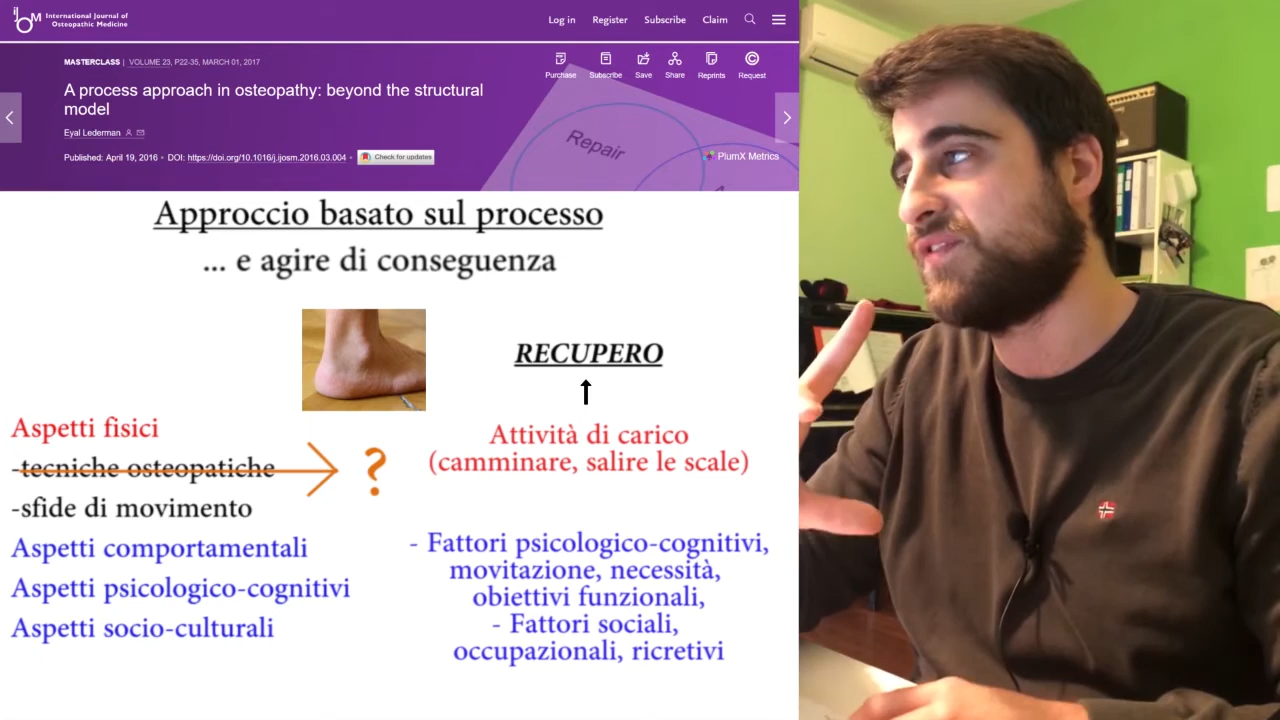 International Journal of
Osteopathic Medicine
Log in Register Subscribe Claim
MASTERCLASS | VOLUME 23, P22-35, MARCH 01, 2017
Purchase Subscribe Save Share Reprints Request
A process approach in osteopathy: beyond the structural
model
Eyal Lederman
Published: April 19, 2016 • DOI: https://doi.org/10.1016/j.ijosm.2016.03.004 • Check for updates
PlumX Metrics
Repair
Approccio basato sul processo
... e agire di conseguenza
RECUPERO
Aspetti fisici
-tecniche osteopatiche
-sfide di movimento
Aspetti comportamentali
Aspetti psicologico-cognitivi
Aspetti socio-culturali
?
Attività di carico
(camminare, salire le scale)
- Fattori psicologico-cognitivi,
movitazione, necessità,
obiettivi funzionali,
- Fattori sociali,
occupazionali, ricretivi